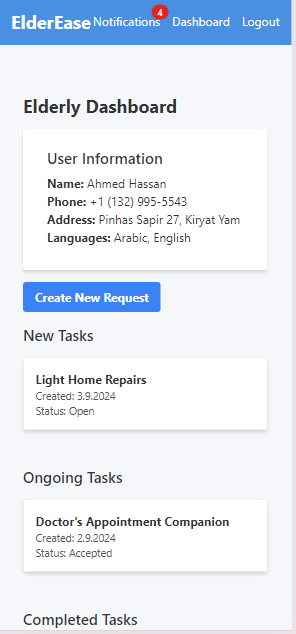 ElderEase Notifications 4 Dashboard Logout
Elderly Dashboard
User Information
Name: Ahmed Hassan
Phone: +1 (132) 995-5543
Address: Pinhas Sapir 27, Kiryat Yam
Languages: Arabic, English
Create New Request
New Tasks
Light Home Repairs
Created: 3.9.2024
Status: Open
Ongoing Tasks
Doctor's Appointment Companion
Created: 2.9.2024
Status: Accepted
Completed Tasks